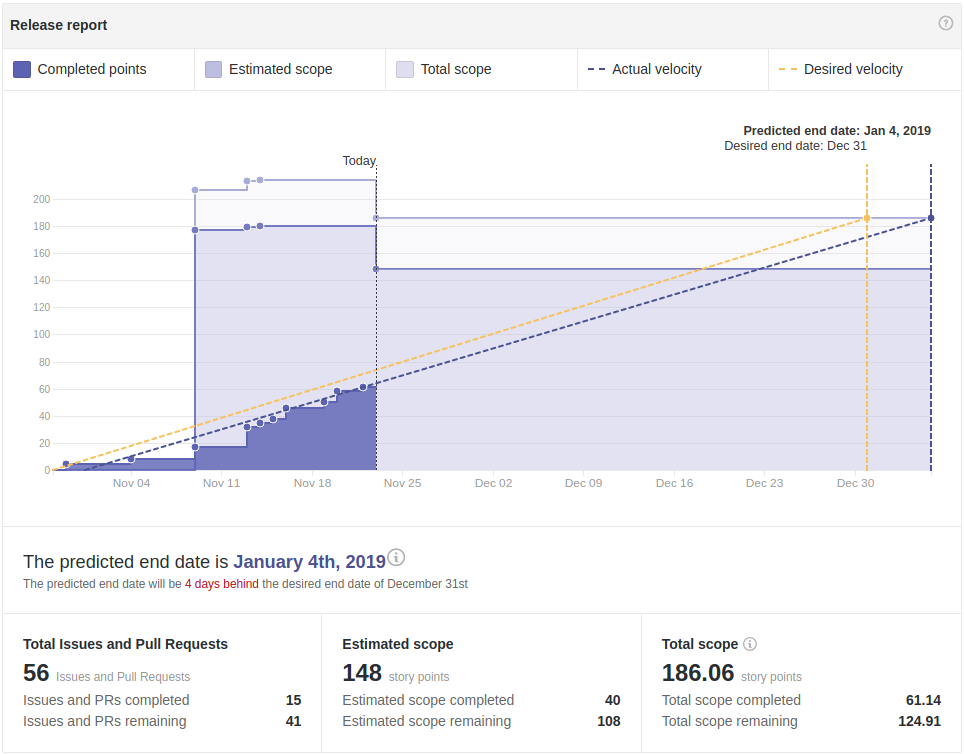 Release report
?
Completed points Estimated scope Total scope Actual velocity Desired velocity
Predicted end date: Jan 4, 2019
Desired end date: Dec 31
Today
200
180
160
140
120
100
80
60
40
20
0
Nov 04 Nov 11 Nov 18 Nov 25 Dec 02 Dec 09 Dec 16 Dec 23 Dec 30
The predicted end date is January 4th, 2019 i
The predicted end date will be 4 days behind the desired end date of December 31st
Total Issues and Pull Requests
56 Issues and Pull Requests
Issues and PRs completed 15
Issues and PRs remaining 41
Estimated scope
148 story points
Estimated scope completed 40
Estimated scope remaining 108
Total scope i
186.06 story points
Total scope completed 61.14
Total scope remaining 124.91